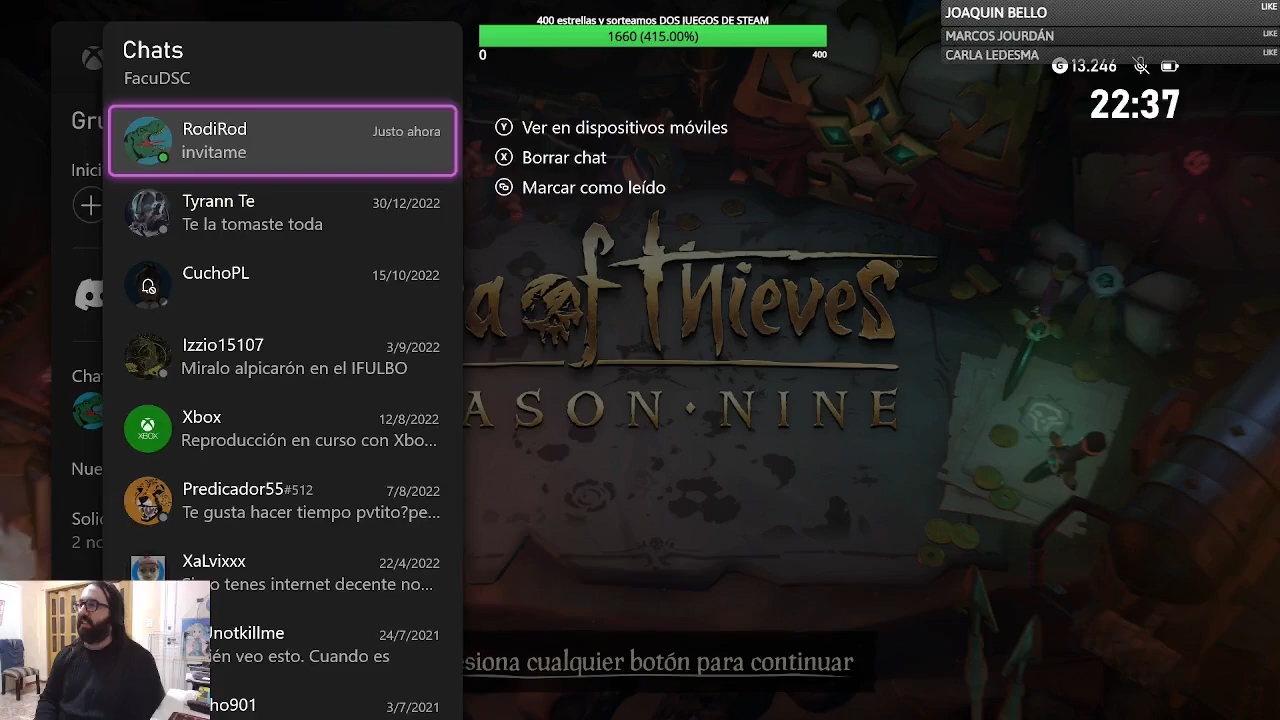 Chats
FacuDSC
RodiRod
Justo ahora
invitame
Tyrann Te
30/12/2022
Te la tomaste toda
CuchoPL
15/10/2022
Izzio15107
3/9/2022
Miralo alpicarón en el IFULBO
Xbox
12/8/2022
Reproducción en curso con Xbo...
Predicador55#512
7/8/2022
Te gusta hacer tiempo pvtito?pe...
XaLvixxx
22/4/2022
o tenes internet decente no...
Jnotkillme
24/7/2021
ién veo esto. Cuando es
ho901
3/7/2021
Gru
Inici
Chat
Nue
Solic
2 no
400 estrellas y sorteamos DOS JUEGOS DE STEAM
1660 (415.00%)
0
400
Y Ver en dispositivos móviles
X Borrar chat
Marcar como leído
JOAQUIN BELLO
LIKE
MARCOS JOURDÁN
LIKE
CARLA LEDESMA
LIKE
G 13.246
22:37
a of Thieves
ASON · NINE
esiona cualquier botón para continuar
XBOX